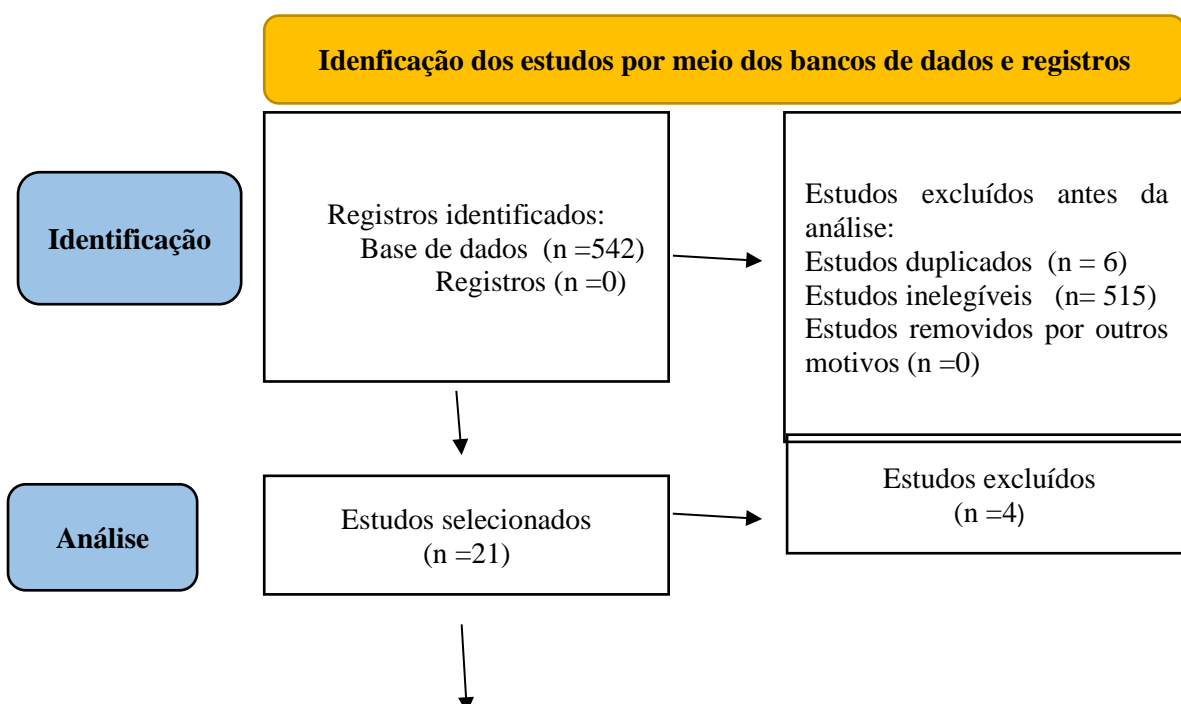 Idenficação dos estudos por meio dos bancos de dados e registros
Identificação
Registros identificados:
Base de dados (n =542)
Registros (n =0)
Estudos excluídos antes da
análise:
Estudos duplicados (n = 6)
Estudos inelegíveis (n= 515)
Estudos removidos por outros
motivos (n =0)
Análise
Estudos selecionados
(n =21)
Estudos excluídos
(n =4)